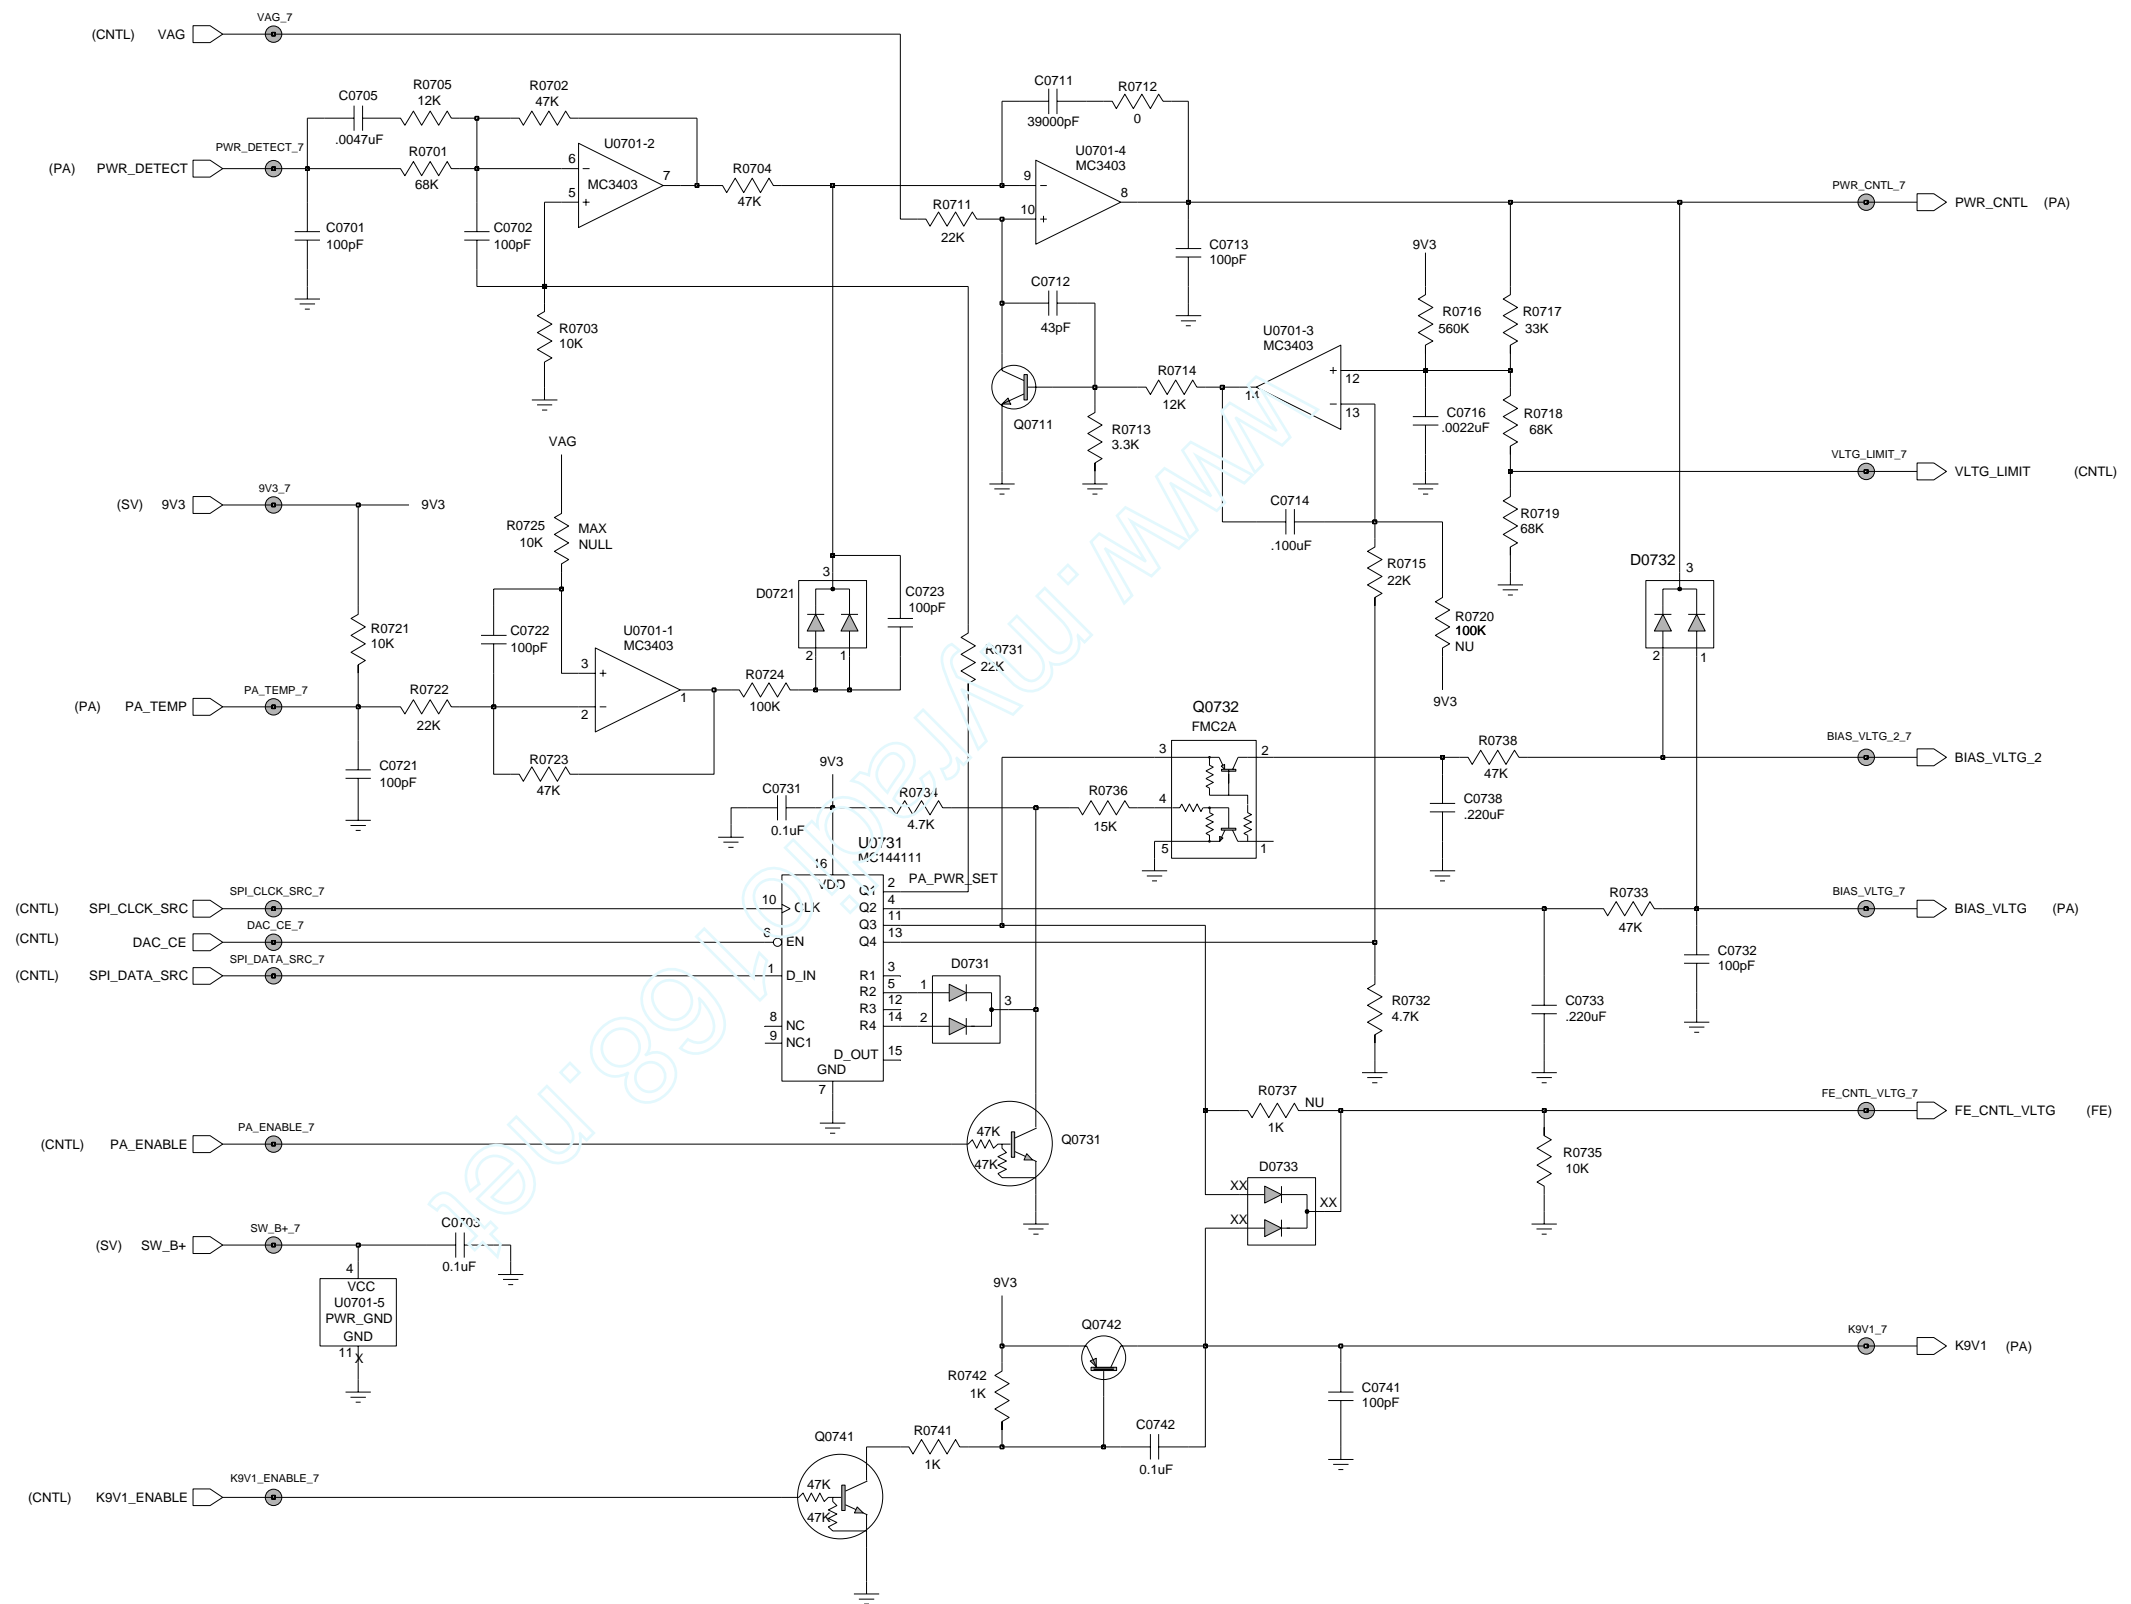 VAG_7
(CNTL) VAG
C0705
.0047uF
R0705
12K
R0702
47K
PWR_DETECT_7
(PA) PWR_DETECT
R0701
68K
U0701-2
MC3403
6
5
7
-
+
C0701
100pF
C0702
100pF
R0703
10K
R0704
47K
C0711
39000pF
R0712
0
U0701-4
MC3403
9
10
8
-
+
R0711
22K
C0713
100pF
PWR_CNTL_7
PWR_CNTL (PA)
C0712
43pF
Q0711
R0714
12K
R0713
3.3K
U0701-3
MC3403
+
-
12
13
14
9V3
R0716
560K
R0717
33K
C0716
.0022uF
R0718
68K
VLTG_LIMIT_7
VLTG_LIMIT (CNTL)
R0719
68K
C0714
.100uF
R0715
22K
R0720
100K
NU
9V3
D0732
3
2
1
VAG
R0725
10K
MAX
NULL
9V3_7
(SV) 9V3
9V3
R0721
10K
C0722
100pF
U0701-1
MC3403
3
2
1
+
-
PA_TEMP_7
(PA) PA_TEMP
R0722
22K
R0723
47K
C0721
100pF
R0724
100K
D0721
3
2
1
C0723
100pF
R0731
22K
Q0732
FMC2A
3
2
4
5
1
R0738
47K
C0738
.220uF
BIAS_VLTG_2_7
BIAS_VLTG_2
9V3
C0731
0.1uF
R0734
4.7K
R0736
15K
U0731
MC144111
16
VDD
Q1
2
PA_PWR_SET
Q2
4
Q3
11
Q4
13
R1
3
R2
5
R3
12
R4
14
D_OUT
15
GND
7
10
CLK
3
EN
1
D_IN
8
NC
9
NC1
SPI_CLCK_SRC_7
(CNTL) SPI_CLCK_SRC
DAC_CE_7
(CNTL) DAC_CE
SPI_DATA_SRC_7
(CNTL) SPI_DATA_SRC
D0731
1
2
3
R0733
47K
BIAS_VLTG_7
BIAS_VLTG (PA)
C0732
100pF
C0733
.220uF
R0732
4.7K
R0737 NU
1K
FE_CNTL_VLTG_7
FE_CNTL_VLTG (FE)
R0735
10K
D0733
XX
XX
XX
PA_ENABLE_7
(CNTL) PA_ENABLE
47K
47K
Q0731
SW_B+_7
(SV) SW_B+
C0703
0.1uF
4
VCC
U0701-5
PWR_GND
GND
11
X
9V3
Q0742
R0742
1K
R0741
1K
C0742
0.1uF
C0741
100pF
K9V1_7
K9V1 (PA)
Q0741
47K
47K
K9V1_ENABLE_7
(CNTL) K9V1_ENABLE
www.myradio168.net